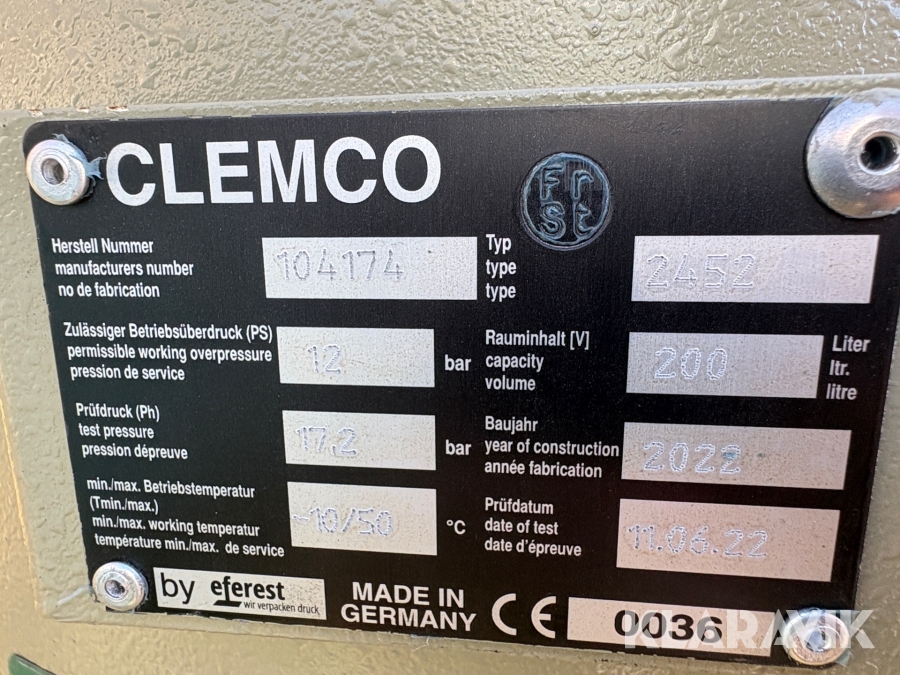 CLEMCO
Fr
St
Herstell Nummer
manufacturers number
no de fabrication
104174
Typ
type
type
2452
Zulässiger Betriebsüberdruck (PS)
permissible working overpressure
pression de service
12
bar
Rauminhalt [V]
capacity
volume
200
Liter
ltr.
litre
Prüfdruck (Ph)
test pressure
pression dépreuve
17,2
bar
Baujahr
year of construction
année fabrication
2022
min./max. Betriebstemperatur
(Tmin./max.)
min./max. working temperatur
température min./max. de service
-10/50
°C
Prüfdatum
date of test
date d'épreuve
11.06.22
by eferest
wir verpacken druck
MADE IN
GERMANY
CE
0036
KLARAVIK